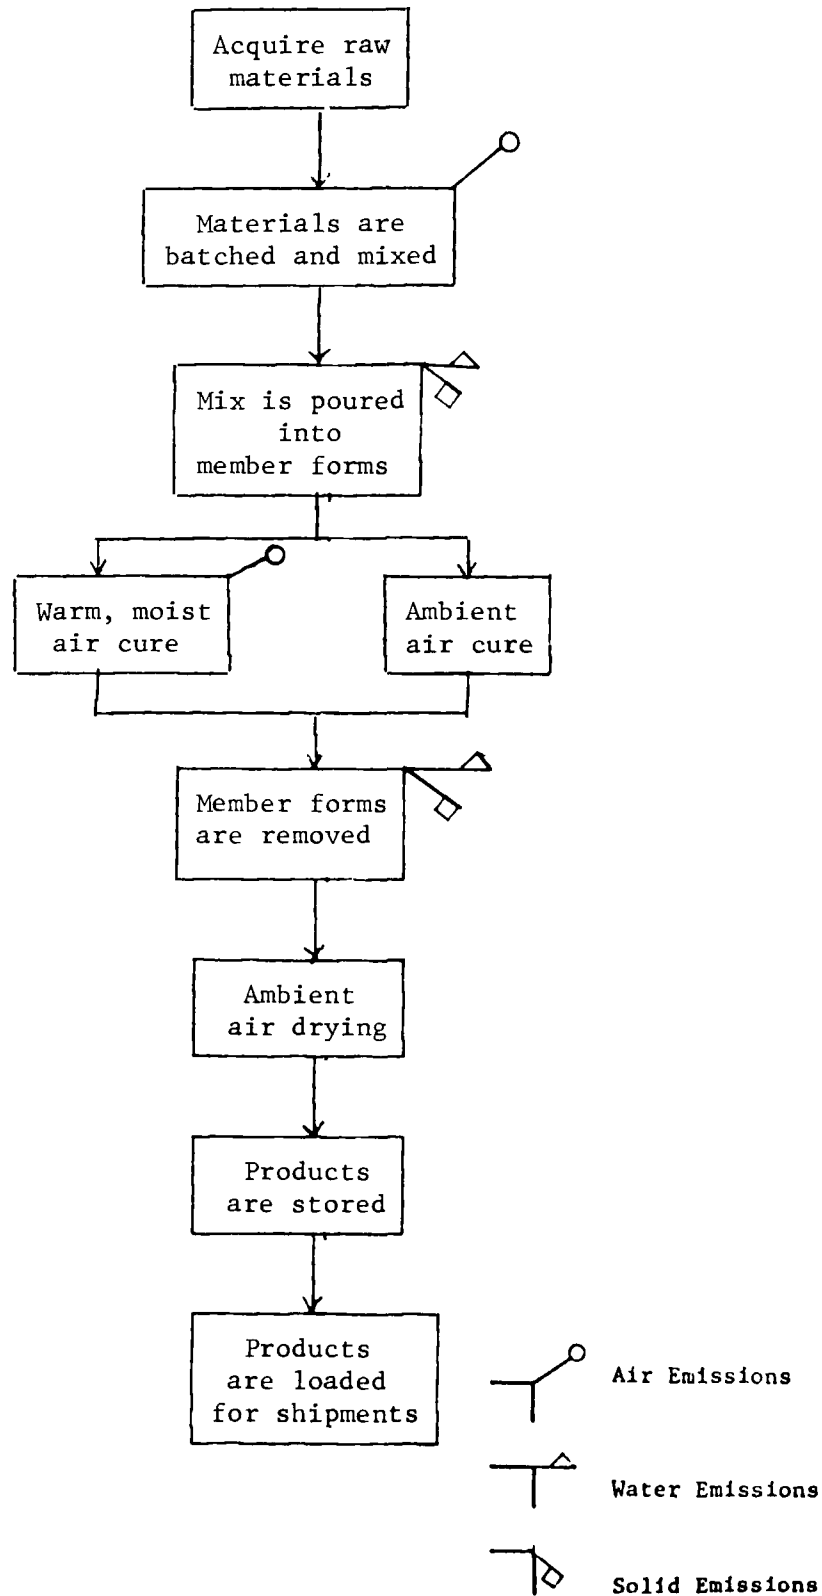 Acquire raw
materials
Materials are
batched and mixed
Mix is poured
into
member forms
Warm, moist
air cure
Ambient
air cure
Member forms
are removed
Ambient
air drying
Products
are stored
Products
are loaded
for shipments
Air Emissions
Water Emissions
Solid Emissions